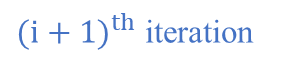 (i + 1)ᵗʰ iteration